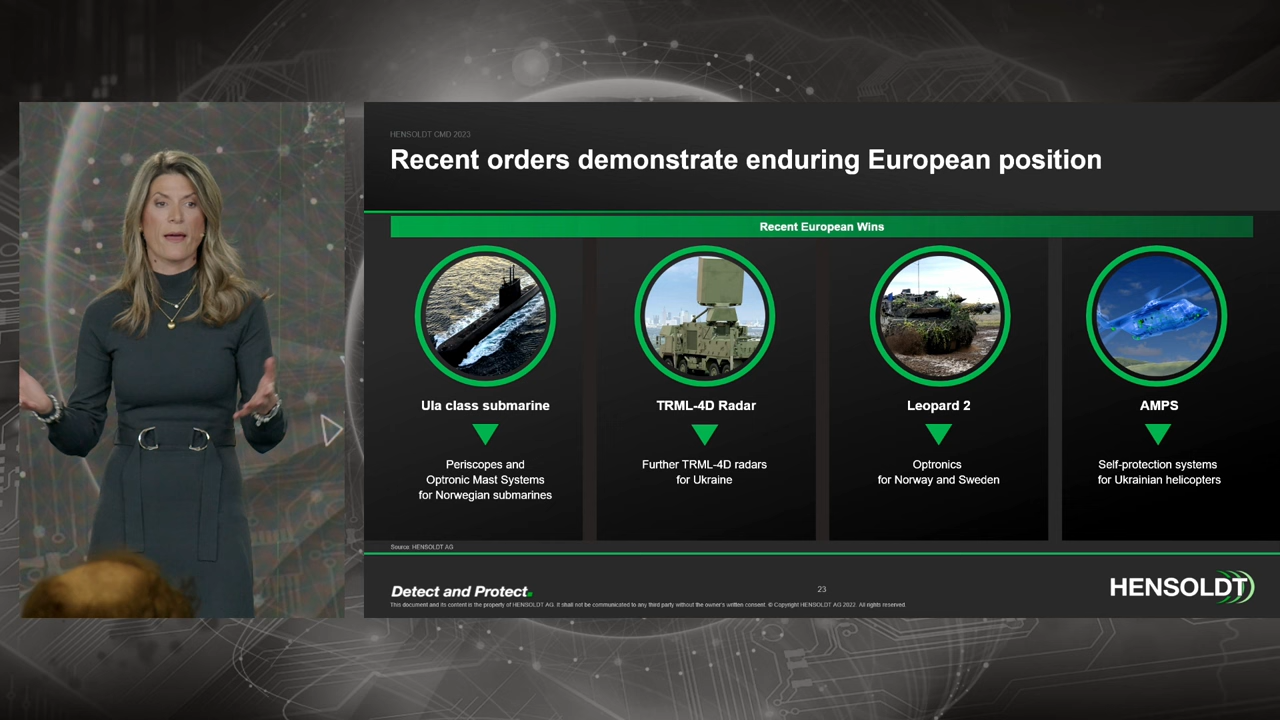 HENSOLDT CMD 2023
Recent orders demonstrate enduring European position
Recent European Wins
Ula class submarine
Periscopes and
Optronic Mast Systems
for Norwegian submarines
TRML-4D Radar
Further TRML-4D radars
for Ukraine
Leopard 2
Optronics
for Norway and Sweden
AMPS
Self-protection systems
for Ukrainian helicopters
Source: HENSOLDT AG
Detect and Protect.
23
HENSOLDT
This document and its content is the property of HENSOLDT AG. It shall not be communicated to any third party without the owner's written consent. © Copyright HENSOLDT AG 2022. All rights reserved.